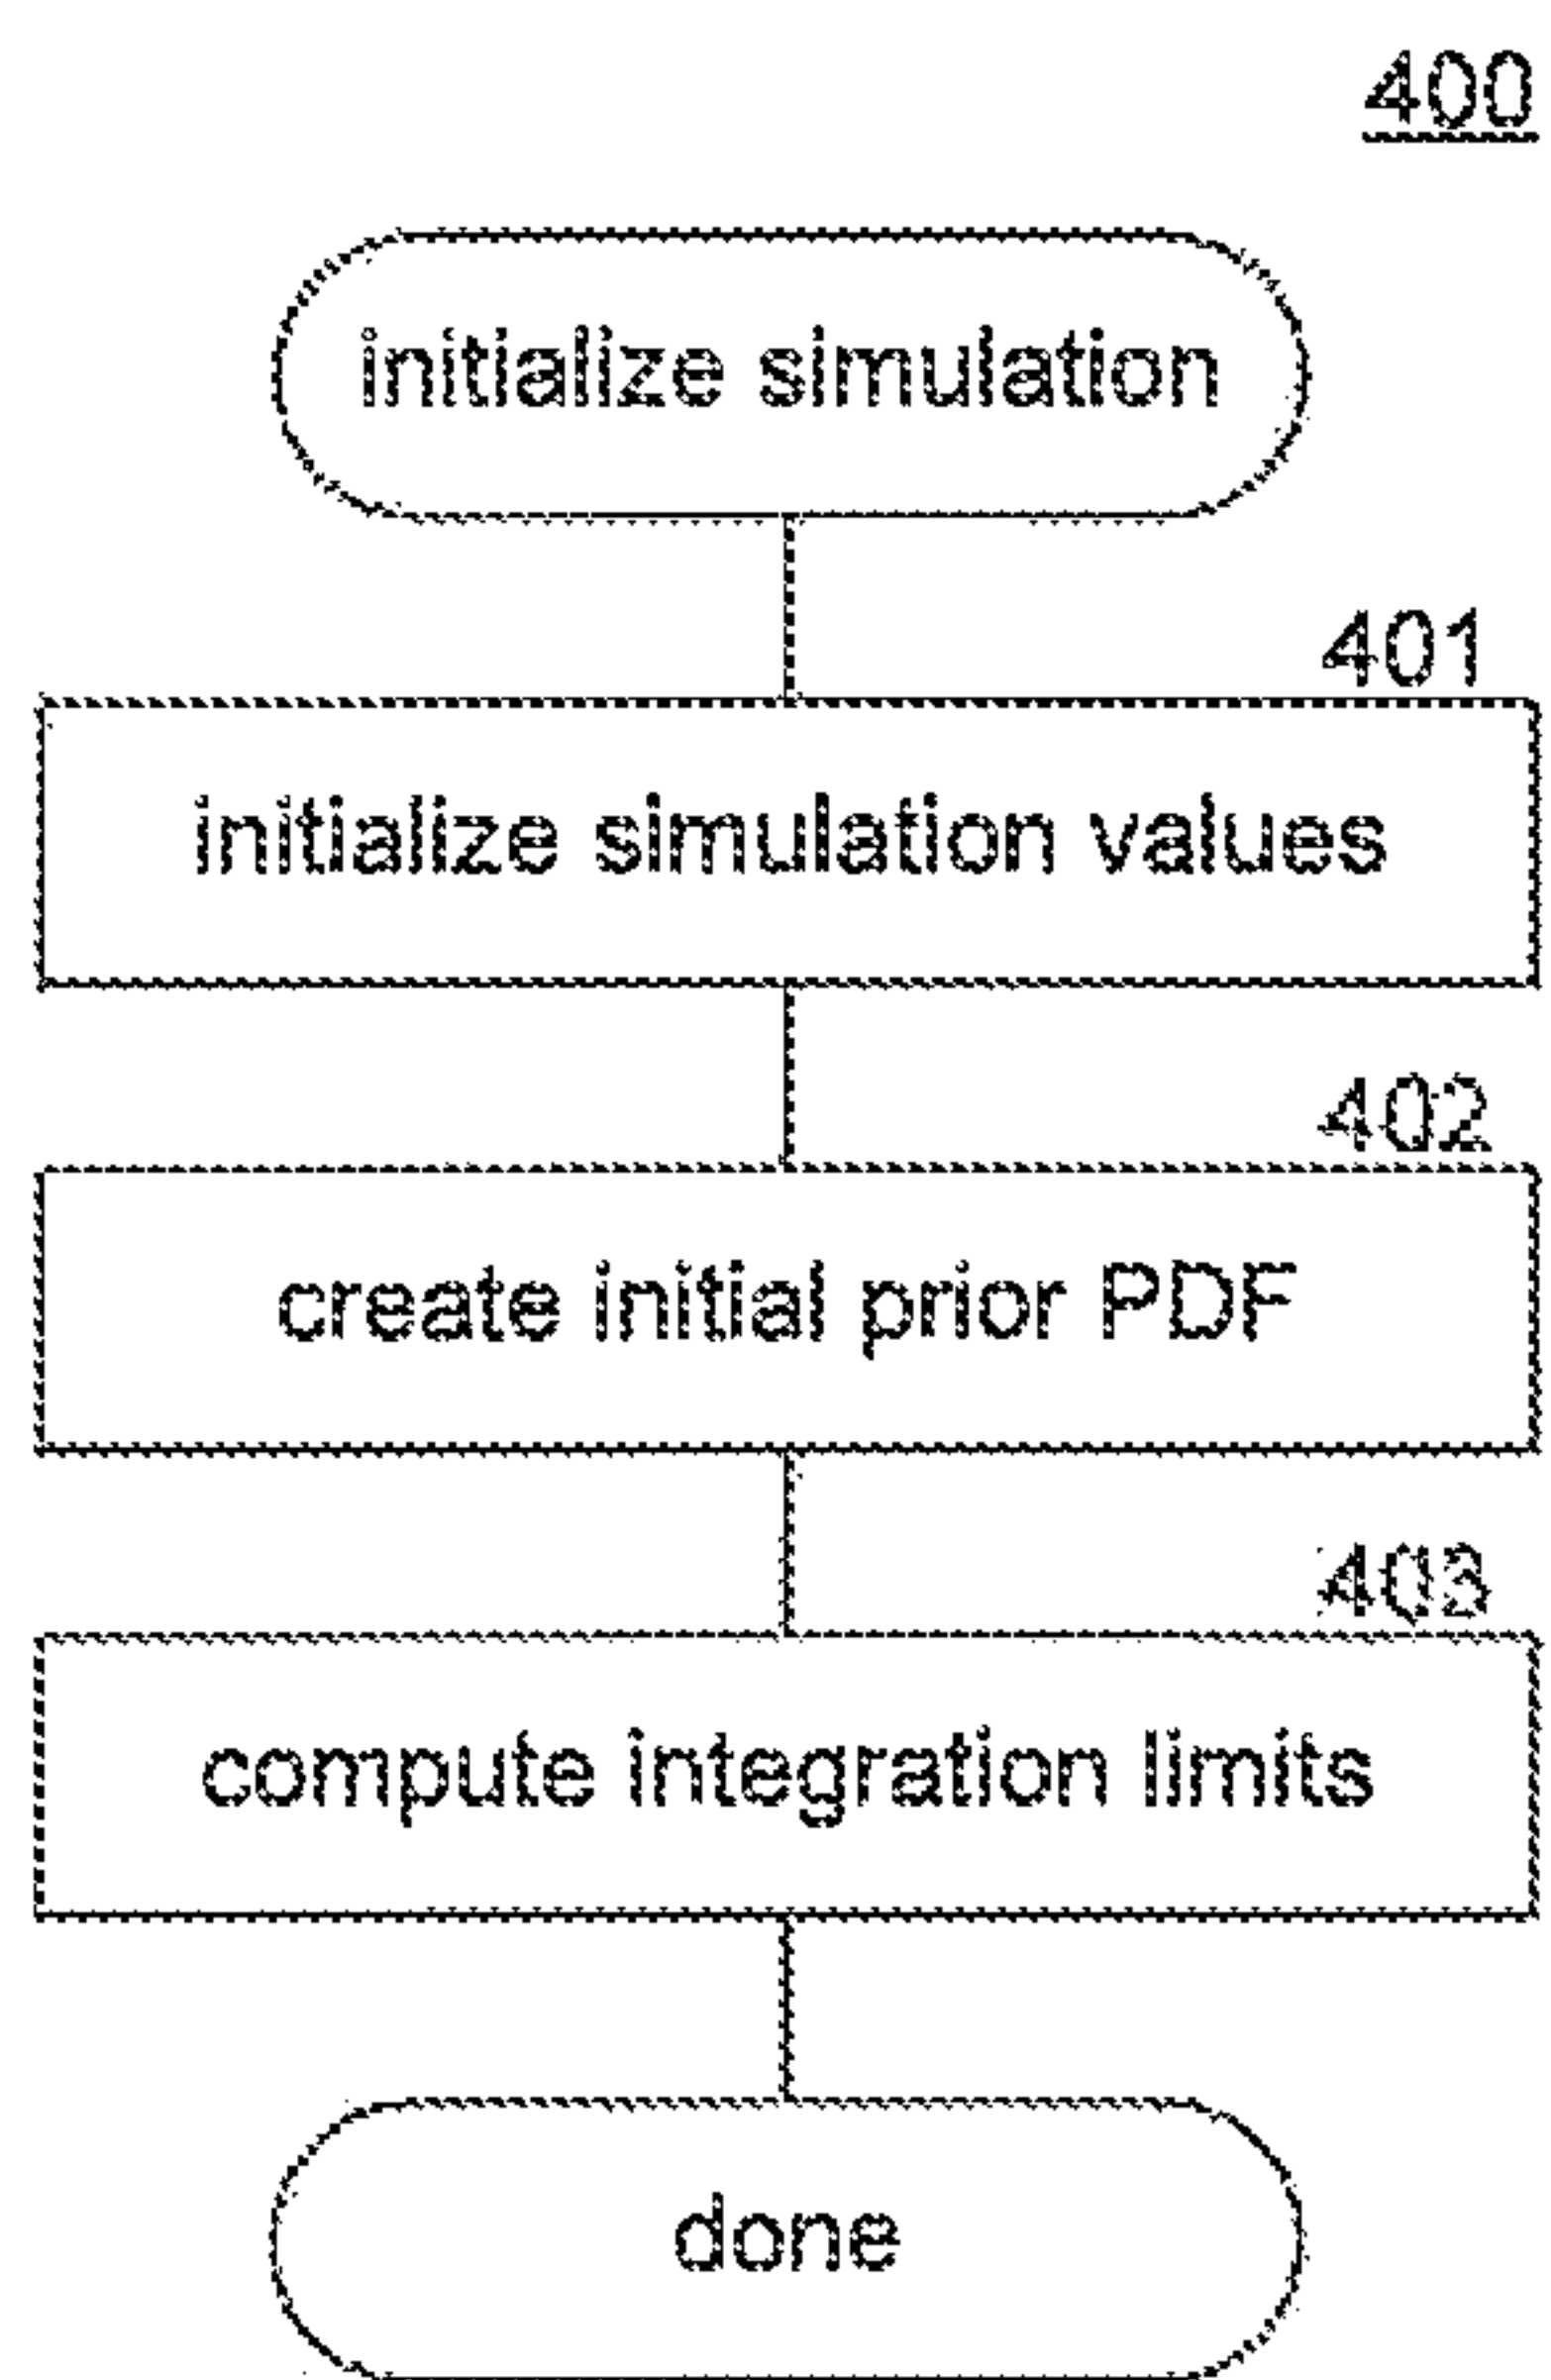 400
initialize simulation
401
initialize simulation values
402
create initial prior PDF
403
compute integration limits
done